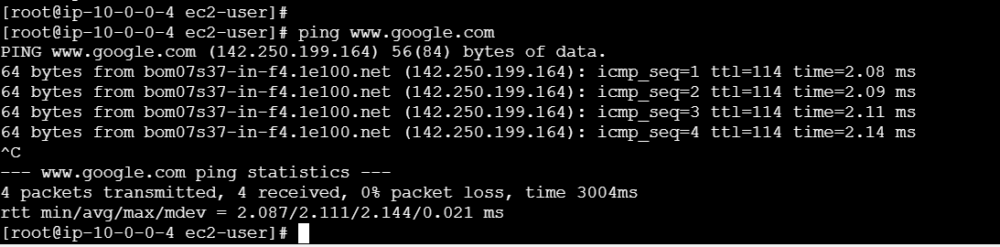 [root@ip-10-0-0-4 ec2-user]#
[root@ip-10-0-0-4 ec2-user]# ping www.google.com
PING www.google.com (142.250.199.164) 56(84) bytes of data.
64 bytes from bom07s37-in-f4.1e100.net (142.250.199.164): icmp_seq=1 ttl=114 time=2.08 ms
64 bytes from bom07s37-in-f4.1e100.net (142.250.199.164): icmp_seq=2 ttl=114 time=2.09 ms
64 bytes from bom07s37-in-f4.1e100.net (142.250.199.164): icmp_seq=3 ttl=114 time=2.11 ms
64 bytes from bom07s37-in-f4.1e100.net (142.250.199.164): icmp_seq=4 ttl=114 time=2.14 ms
^C
--- www.google.com ping statistics ---
4 packets transmitted, 4 received, 0% packet loss, time 3004ms
rtt min/avg/max/mdev = 2.087/2.111/2.144/0.021 ms
[root@ip-10-0-0-4 ec2-user]#